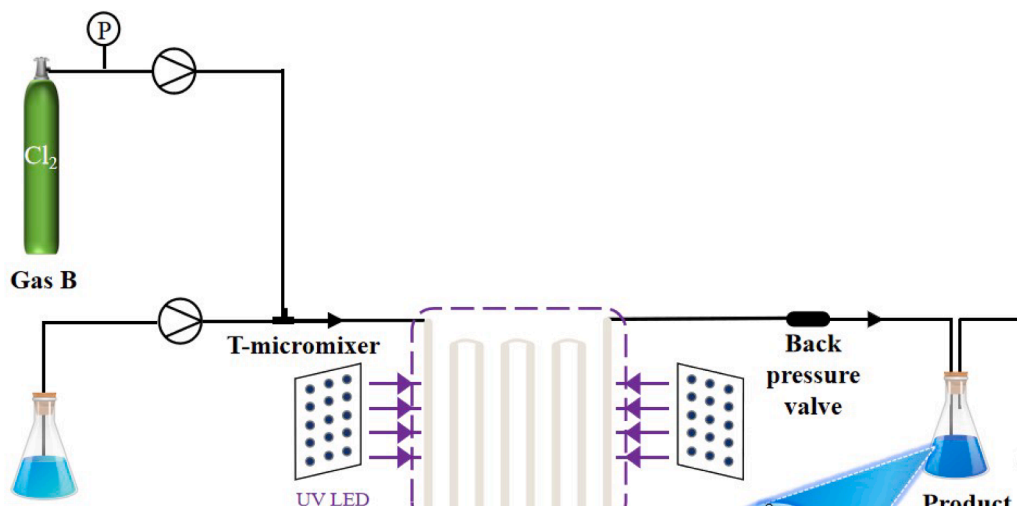 P
Cl₂
Gas B
T-micromixer
Back
pressure
valve
UV LED
Product